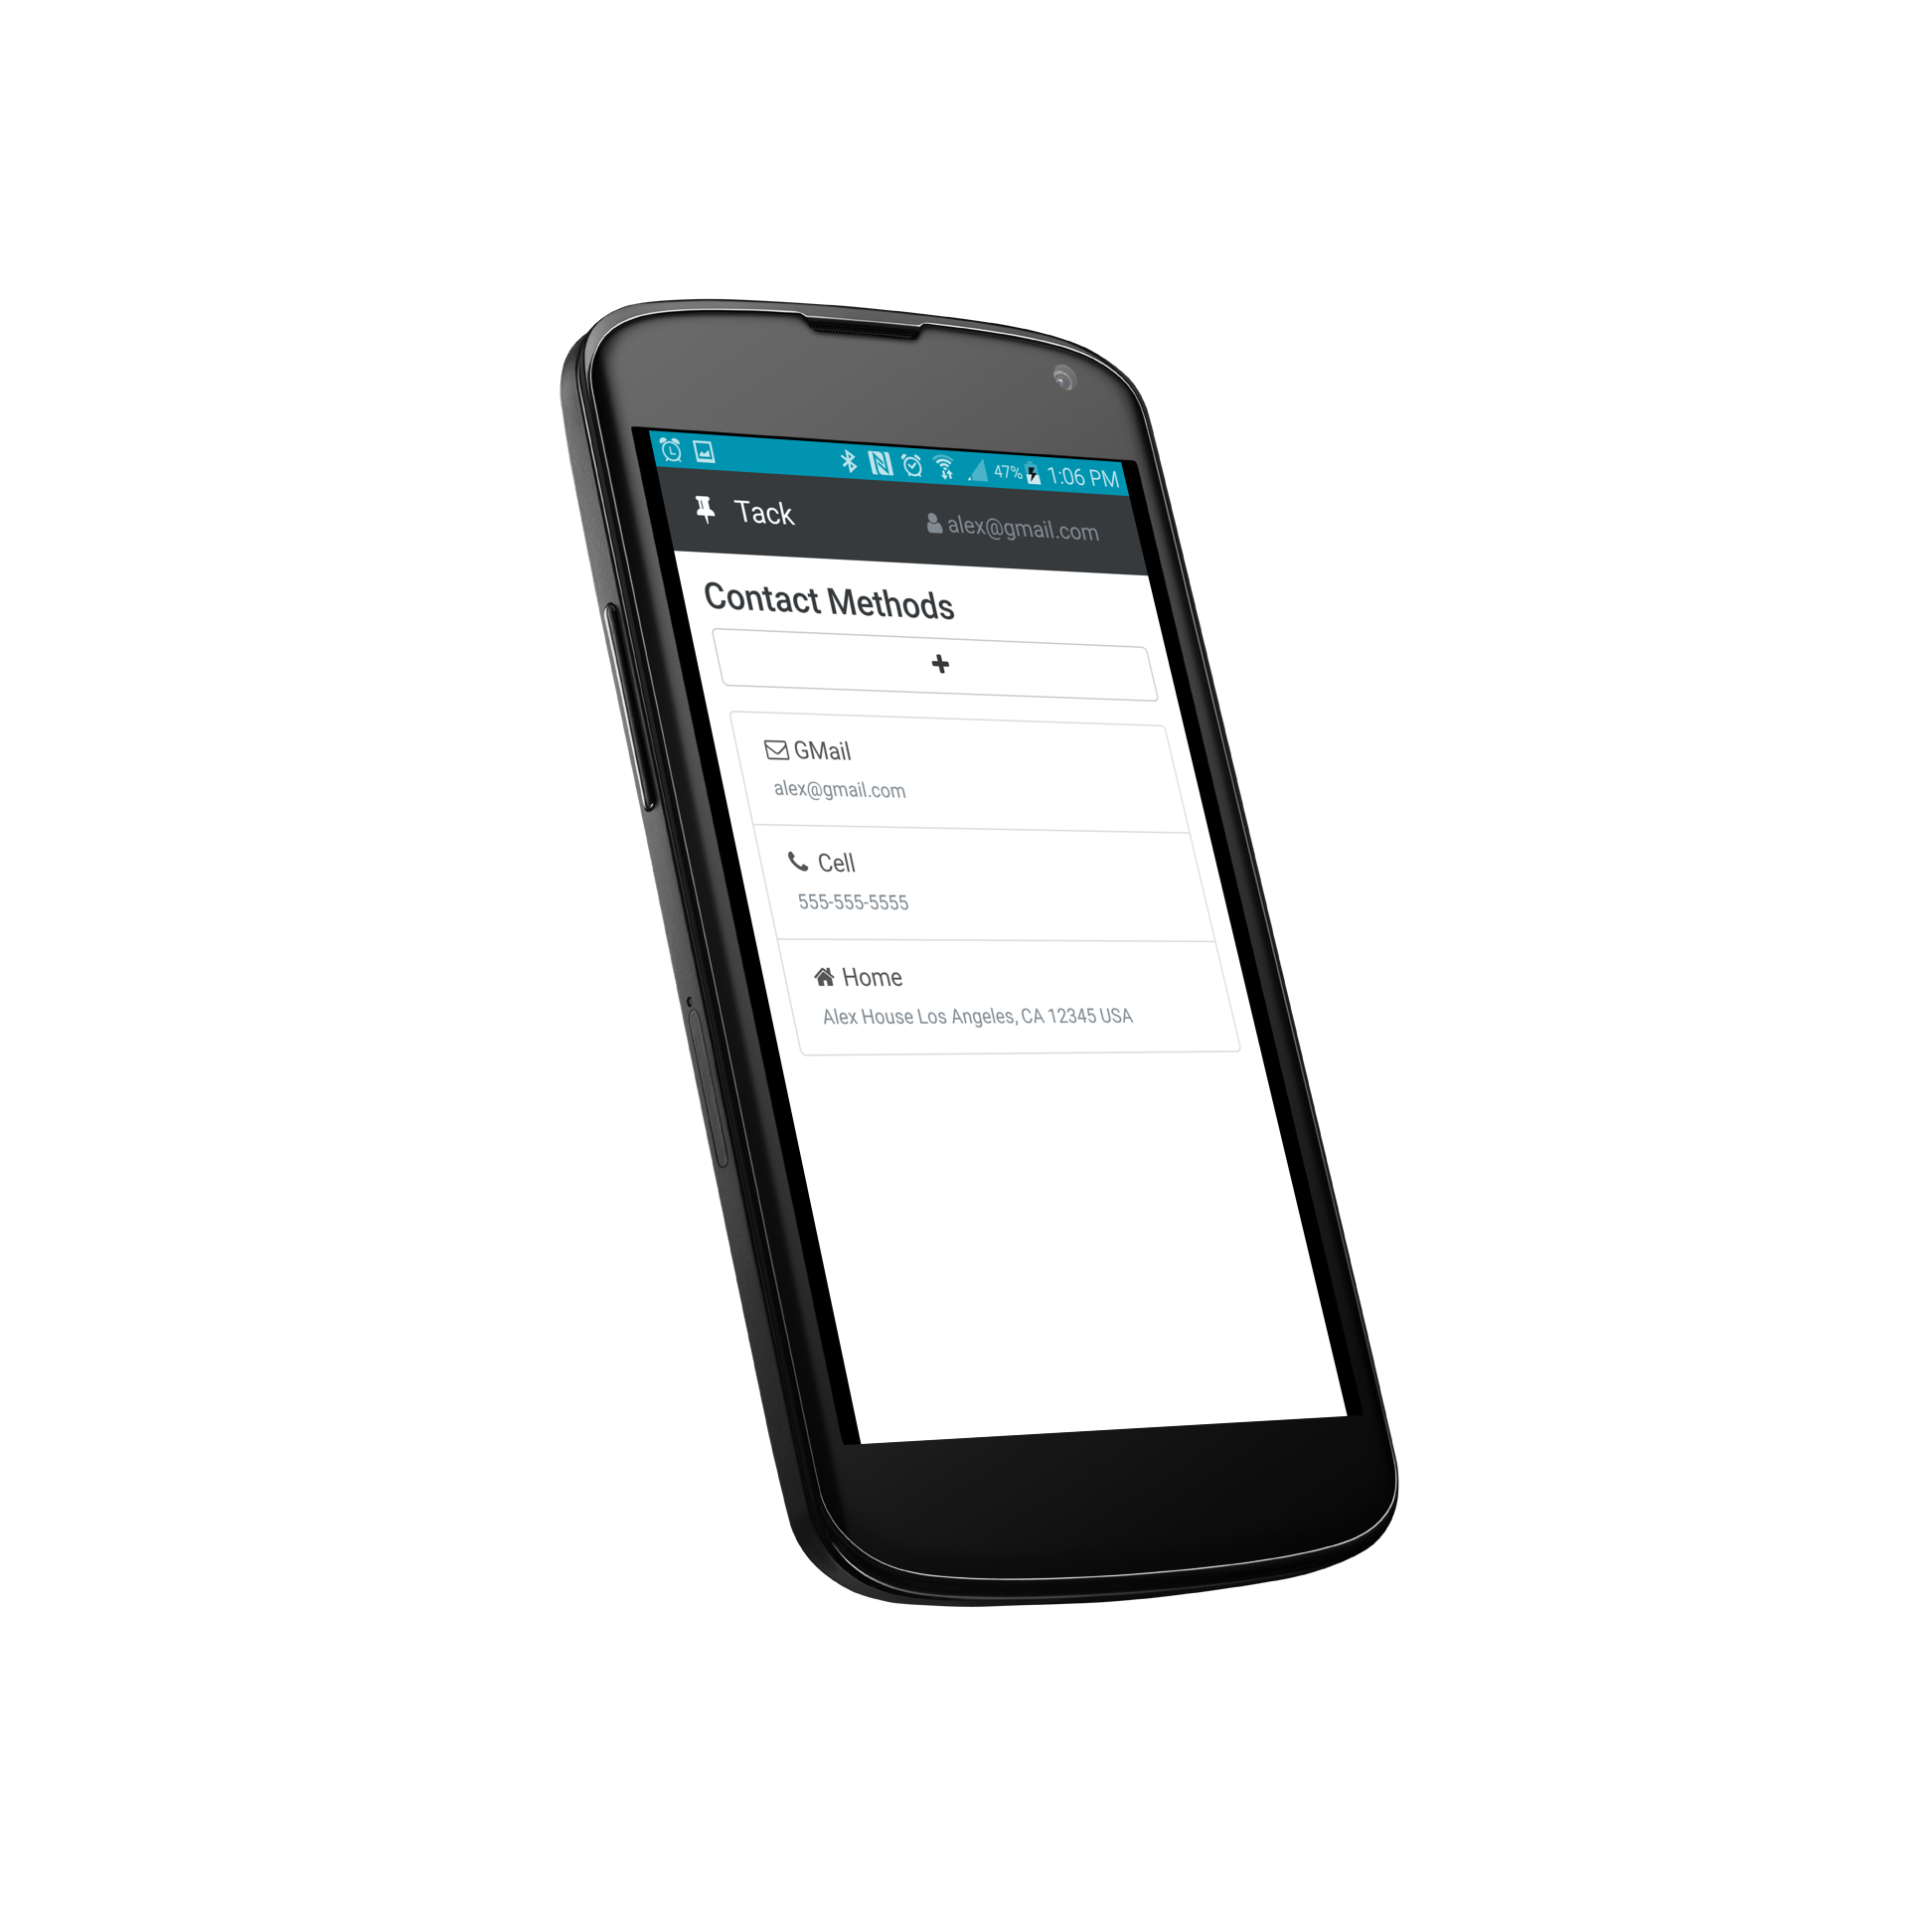 47% 1:06 PM
Tack alex@gmail.com
Contact Methods
GMail
alex@gmail.com
Cell
555-555-5555
Home
Alex House Los Angeles, CA 12345 USA